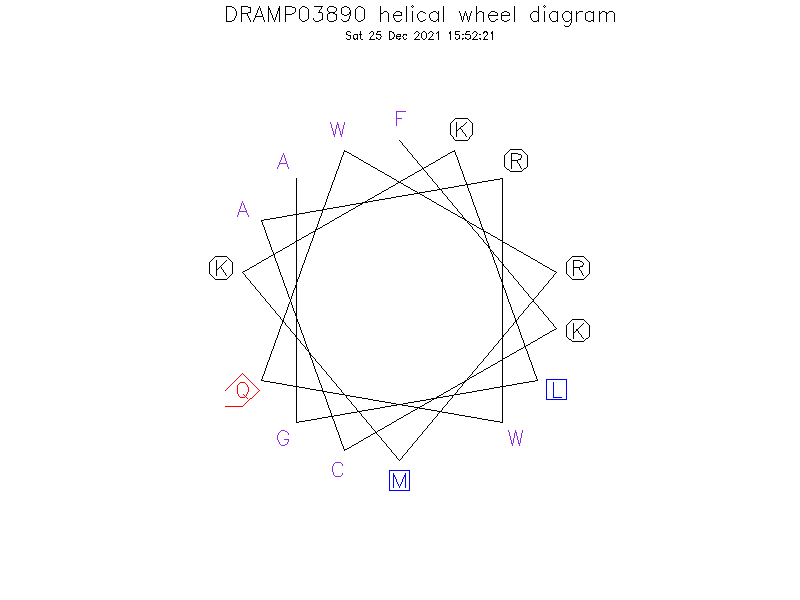 DRAMP03890 helical wheel diagram
Sat 25 Dec 2021 15:52:21
F
W
K
A
R
A
K
R
K
Q
L
G
W
C
M